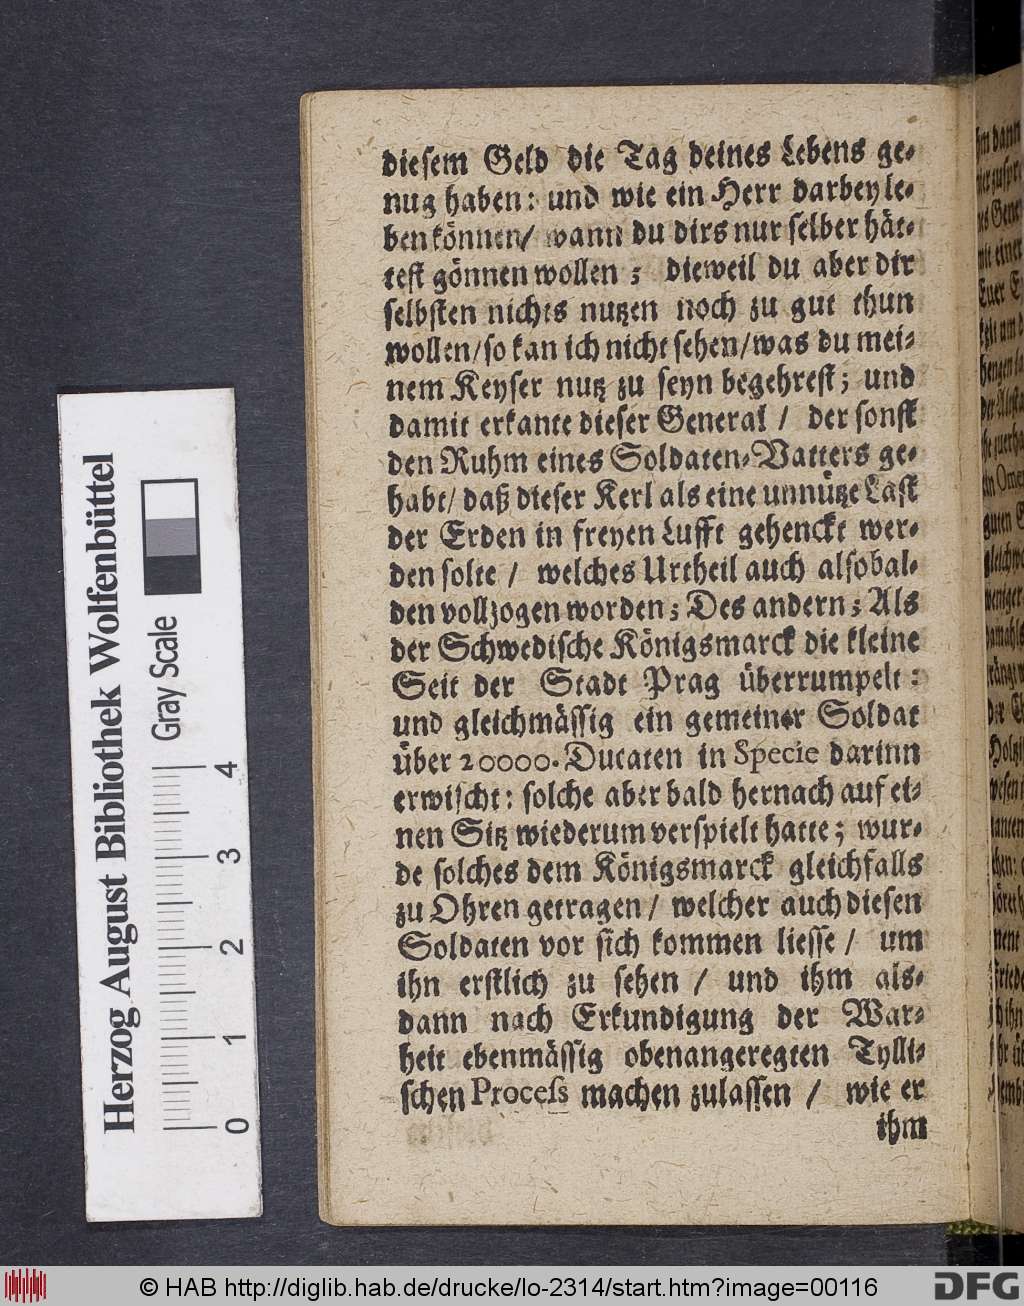 diesem Geld die Tag deines Lebens ge-
nug haben: und wie ein Herr darbey le-
ben können/ wann du dirs nur selber hät-
test gönnen wollen; dieweil du aber dir
selbsten nichts nutzen noch zu gut thun
wollen/ so kan ich nicht sehen/ was du mei-
nem Keyser nutz zu seyn begehrest; und
damit erkante dieser General / der sonst
den Ruhm eines Soldaten-Vatters ge-
habt/ daß dieser Kerl als eine unnütze Last
der Erden in freyen Lufft gehenckt wer-
den solte / welches Urtheil auch alsobal-
den vollzogen worden; Des andern; Als
der Schwedische Königsmarck die kleine
Seit der Stadt Prag überrumpelt:
und gleichmässig ein gemeiner Soldat
über 20000. Ducaten in Specie darinn
erwischt: solche aber bald hernach auf ei-
nen Sitz wiederum verspielt hatte; wur-
de solches dem Königsmarck gleichfalls
zu Ohren getragen / welcher auch diesen
Soldaten vor sich kommen liesse / um
ihn erstlich zu sehen / und ihm als-
dann nach Erkundigung der War-
heit ebenmässig obenangeregten Tylli-
schen Process machen zulassen / wie er
ihm
Herzog August Bibliothek Wolfenbüttel
Gray Scale
0 1 2 3 4
© HAB http://diglib.hab.de/drucke/lo-2314/start.htm?image=00116
DFG